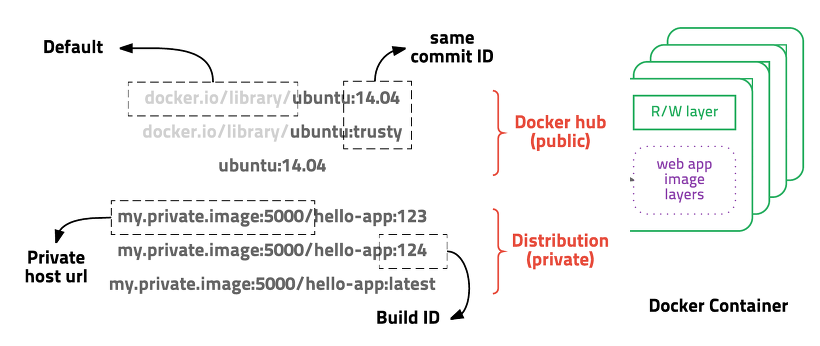 Default
same
commit ID
docker.io/library/ubuntu:14.04
docker.io/library/ubuntu:trusty
ubuntu:14.04
Docker hub
(public)
my.private.image:5000/hello-app:123
my.private.image:5000/hello-app:124
my.private.image:5000/hello-app:latest
Distribution
(private)
Private
host url
Build ID
R/W layer
web app
image
layers
Docker Container